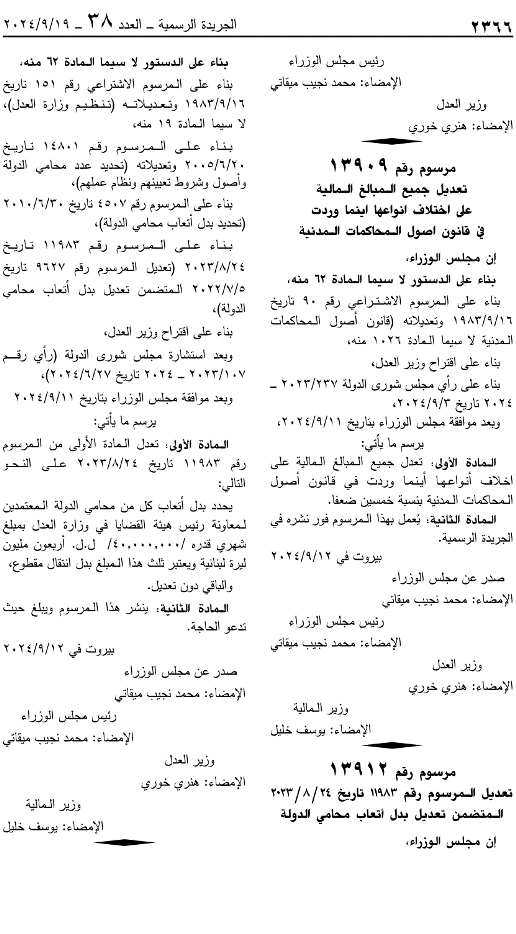 ٢٣٦٦
الجريدة الرسمية ــ العدد ٣٨ ــ ٢٠٢٤/٩/١٩
رئيس مجلس الوزراء
الإمضاء: محمد نجيب ميقاتي
وزير العدل
الإمضاء: هنري خوري
مرسوم رقم ١٣٩٠٩
تعديل جميع المبالغ المالية
على اختلاف انواعها اينما وردت
في قانون اصول المحاكمات المدنية
إن مجلس الوزراء،
بناء على الدستور لا سيما المادة ٦٢ منه،
بناء على المرسوم الاشتراعي رقم ٩٠ تاريخ
١٩٨٣/٩/١٦ وتعديلاته (قانون أصول المحاكمات
المدنية لا سيما المادة ١٠٢٦ منه،
بناء على اقتراح وزير العدل،
بناء على رأي مجلس شورى الدولة ٢٠٢٣/٢٣٧ ــ
٢٠٢٤ تاريخ ٢٠٢٤/٩/٣،
وبعد موافقة مجلس الوزراء بتاريخ ٢٠٢٤/٩/١١،
يرسم ما يأتي:
المادة الأولى: تعدل جميع المبالغ المالية على
اخلاف أنواعها أينما وردت في قانون أصول
المحاكمات المدنية بنسبة خمسين ضعفا.
المادة الثانية: يُعمل بهذا المرسوم فور نشره في
الجريدة الرسمية.
بيروت في ٢٠٢٤/٩/١٢
صدر عن مجلس الوزراء
الإمضاء: محمد نجيب ميقاتي
رئيس مجلس الوزراء
الإمضاء: محمد نجيب ميقاتي
وزير العدل
الإمضاء: هنري خوري
وزير المالية
الإمضاء: يوسف خليل
مرسوم رقم ١٣٩١٢
تعديل المرسوم رقم ١١٩٨٣ تاريخ ٢٠٢٣/٨/٢٤
المتضمن تعديل بدل أتعاب محامي الدولة
إن مجلس الوزراء،
بناء على الدستور لا سيما المادة ٦٢ منه،
بناء على المرسوم الاشتراعي رقم ١٥١ تاريخ
١٩٨٣/٩/١٦ وتعديلاته (تنظيم وزارة العدل)،
لا سيما المادة ١٩ منه،
بناء على المرسوم رقم ١٤٨٠١ تاريخ
٢٠٠٥/٦/٢٠ وتعديلاته (تحديد عدد محامي الدولة
وأصول وشروط تعيينهم ونظام عملهم)،
بناء على المرسوم رقم ٤٥٠٧ تاريخ ٢٠١٠/٦/٣٠
(تحديد بدل أتعاب محامي الدولة)،
بناء على المرسوم رقم ١١٩٨٣ تاريخ
٢٠٢٣/٨/٢٤ (تعديل المرسوم رقم ٩٦٢٧ تاريخ
٢٠٢٢/٧/٥ المتضمن تعديل بدل أتعاب محامي
الدولة)،
بناء على اقتراح وزير العدل،
وبعد استشارة مجلس شورى الدولة (رأي رقم
٢٠٢٣/١٠٧ ــ ٢٠٢٤ تاريخ ٢٠٢٤/٦/٢٧)،
وبعد موافقة مجلس الوزراء بتاريخ ٢٠٢٤/٩/١١
يرسم ما يأتي:
المادة الأولى: تعدل المادة الأولى من المرسوم
رقم ١١٩٨٣ تاريخ ٢٠٢٣/٨/٢٤ على النحو
التالي:
يحدد بدل أتعاب كل من محامي الدولة المعتمدين
لمعاونة رئيس هيئة القضايا في وزارة العدل بمبلغ
شهري قدره /٤٠,٠٠٠,٠٠٠/ ل.ل. أربعون مليون
ليرة لبنانية ويعتبر ثلث هذا المبلغ بدل انتقال مقطوع،
والباقي دون تعديل.
المادة الثانية: ينشر هذا المرسوم ويبلغ حيث
تدعو الحاجة.
بيروت في ٢٠٢٤/٩/١٢
صدر عن مجلس الوزراء
الإمضاء: محمد نجيب ميقاتي
رئيس مجلس الوزراء
الإمضاء: محمد نجيب ميقاتي
وزير العدل
الإمضاء: هنري خوري
وزير المالية
الإمضاء: يوسف خليل